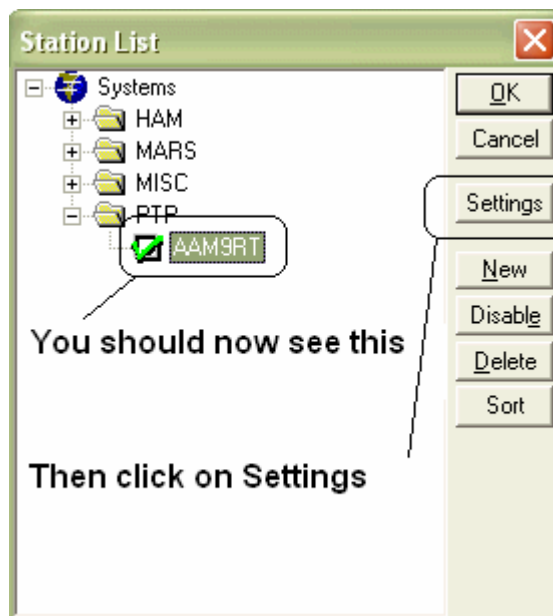 Station List
Systems
HAM
MARS
MISC
PTP
AAM9RT
You should now see this
Then click on Settings
OK
Cancel
Settings
New
Disable
Delete
Sort